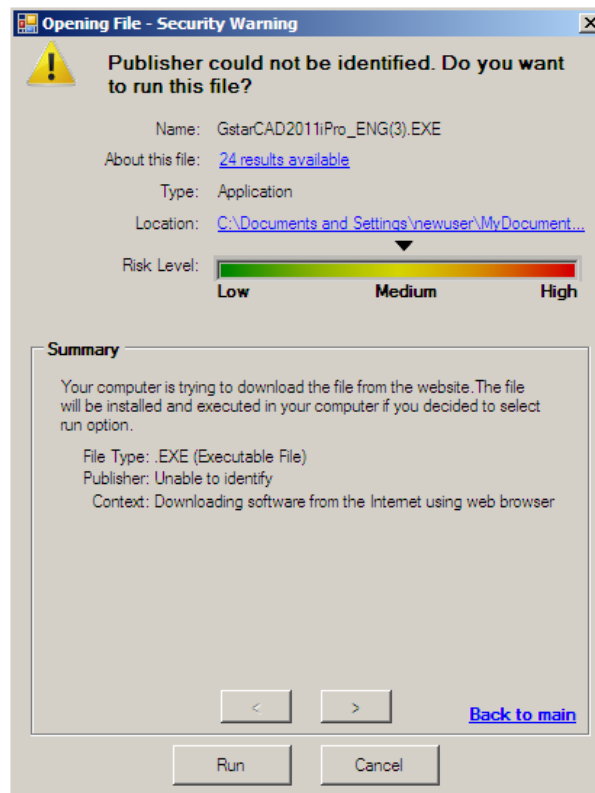 Opening File - Security Warning
Publisher could not be identified. Do you want
to run this file?
Name: GstarCAD2011iPro_ENG(3).EXE
About this file: 24 results available
Type: Application
Location: C:\Documents and Settings\newuser\MyDocument...
Risk Level:
Low Medium High
Summary
Your computer is trying to download the file from the website.The file
will be installed and executed in your computer if you decided to select
run option.
File Type: .EXE (Executable File)
Publisher: Unable to identify
Context: Downloading software from the Internet using web browser
< >
Back to main
Run Cancel